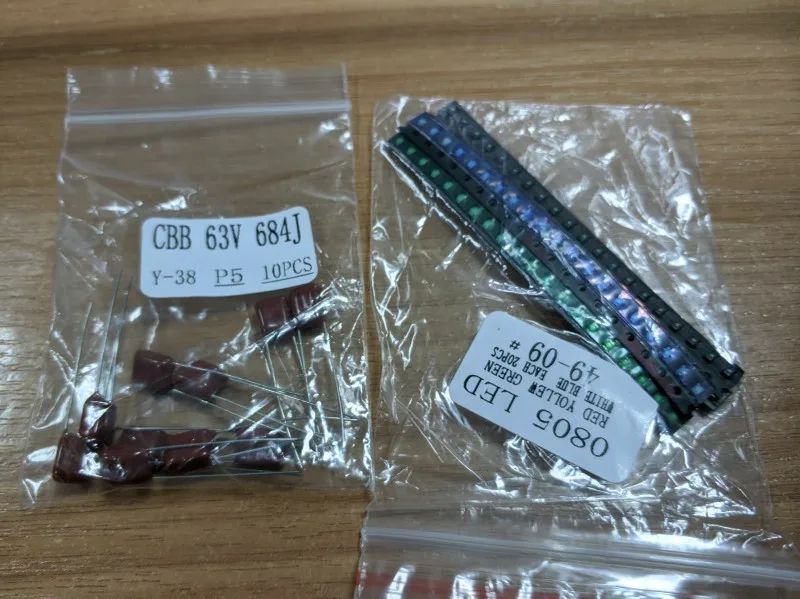 CBB 63V 684J
Y-38 P5 10PCS
0805 LED
RED YOLLEW GREEN
WHITE BLUE EACH 20PCS
49-09 #